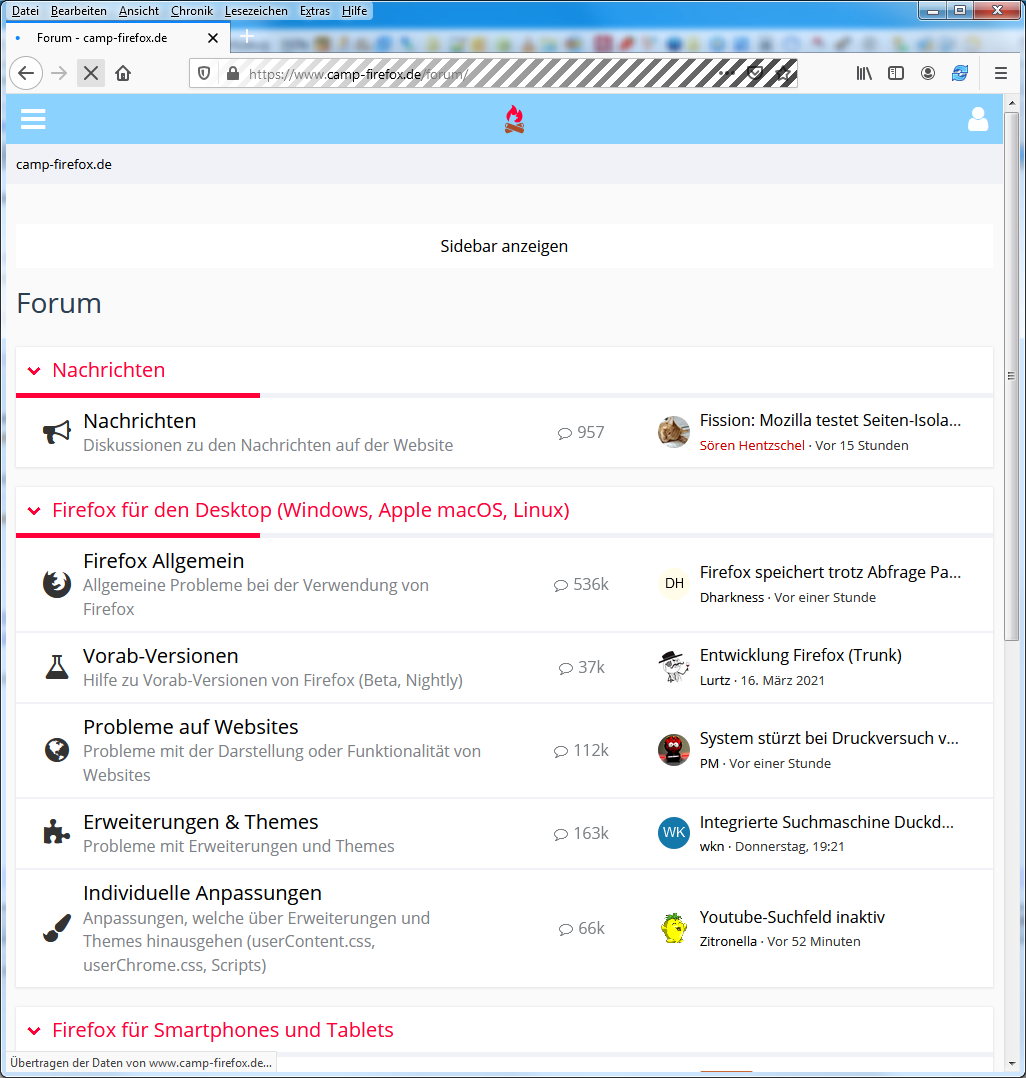 Datei Bearbeiten Ansicht Chronik Lesezeichen Extras Hilfe
Forum - camp-firefox.de
https://www.camp-firefox.de/forum/
camp-firefox.de
Sidebar anzeigen
Forum
Nachrichten
Nachrichten
Diskussionen zu den Nachrichten auf der Website
957
Fission: Mozilla testet Seiten-Isola...
Sören Hentzschel · Vor 15 Stunden
Firefox für den Desktop (Windows, Apple macOS, Linux)
Firefox Allgemein
Allgemeine Probleme bei der Verwendung von
Firefox
536k
DH
Firefox speichert trotz Abfrage Pa...
Dharkness · Vor einer Stunde
Vorab-Versionen
Hilfe zu Vorab-Versionen von Firefox (Beta, Nightly)
37k
Entwicklung Firefox (Trunk)
Lurtz · 16. März 2021
Probleme auf Websites
Probleme mit der Darstellung oder Funktionalität von
Websites
112k
System stürzt bei Druckversuch v...
PM · Vor einer Stunde
Erweiterungen & Themes
Probleme mit Erweiterungen und Themes
163k
WK
Integrierte Suchmaschine Duckd...
wkn · Donnerstag, 19:21
Individuelle Anpassungen
Anpassungen, welche über Erweiterungen und
Themes hinausgehen (userContent.css,
userChrome.css, Scripts)
66k
Youtube-Suchfeld inaktiv
Zitronella · Vor 52 Minuten
Firefox für Smartphones und Tablets
Übertragen der Daten von www.camp-firefox.de...